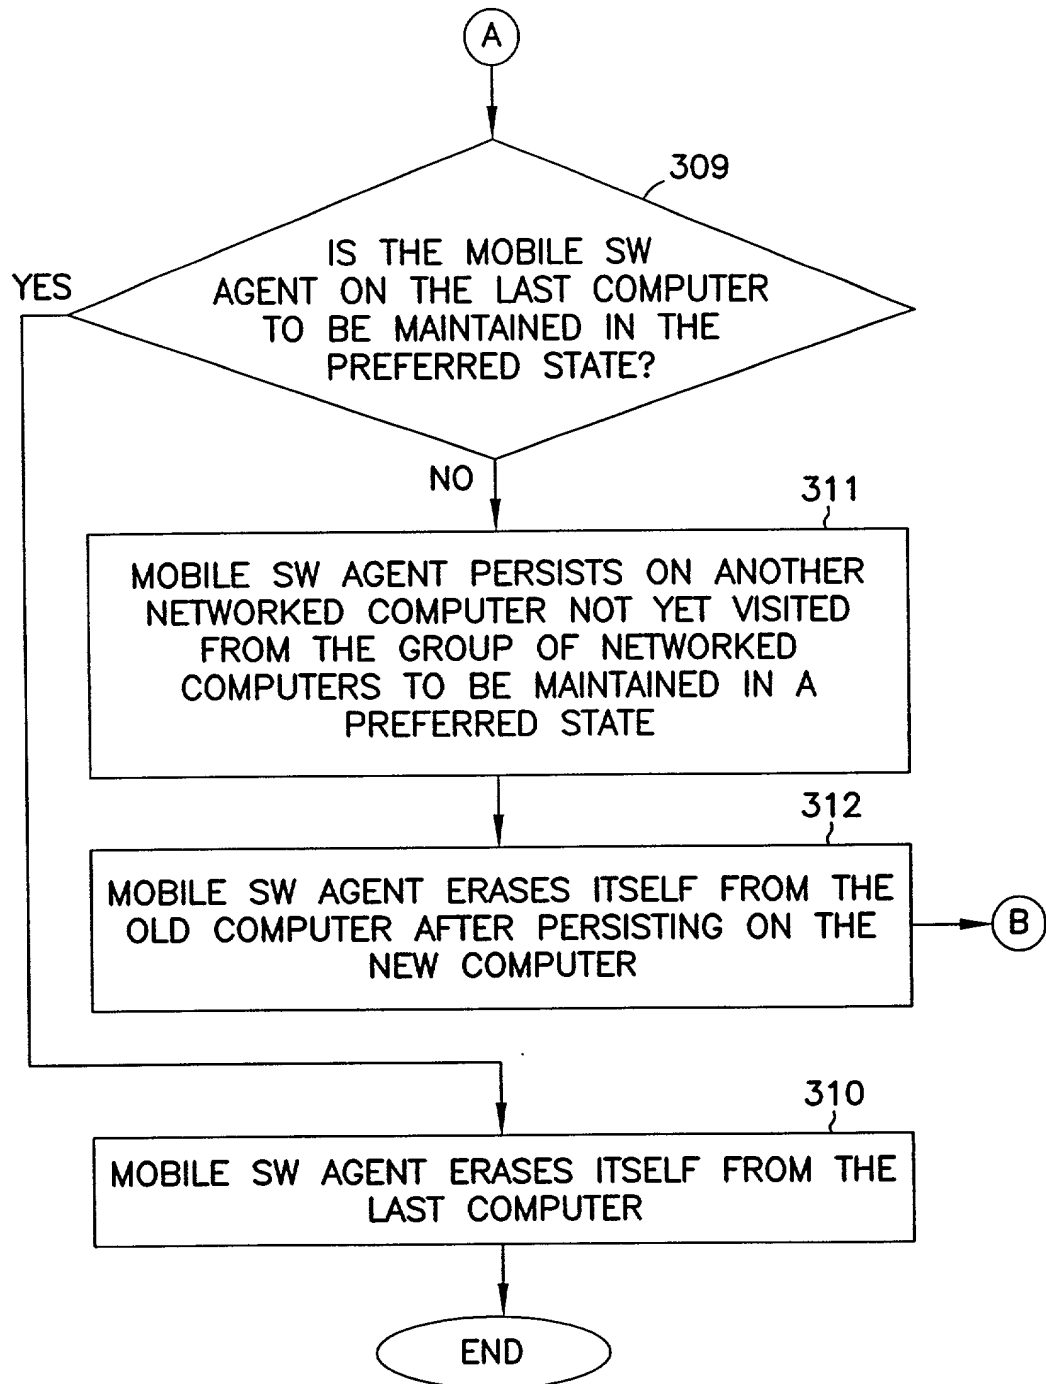 A
309
IS THE MOBILE SW
AGENT ON THE LAST COMPUTER
TO BE MAINTAINED IN THE
PREFERRED STATE?
YES
NO
311
MOBILE SW AGENT PERSISTS ON ANOTHER
NETWORKED COMPUTER NOT YET VISITED
FROM THE GROUP OF NETWORKED
COMPUTERS TO BE MAINTAINED IN A
PREFERRED STATE
312
MOBILE SW AGENT ERASES ITSELF FROM THE
OLD COMPUTER AFTER PERSISTING ON THE
NEW COMPUTER
B
310
MOBILE SW AGENT ERASES ITSELF FROM THE
LAST COMPUTER
END